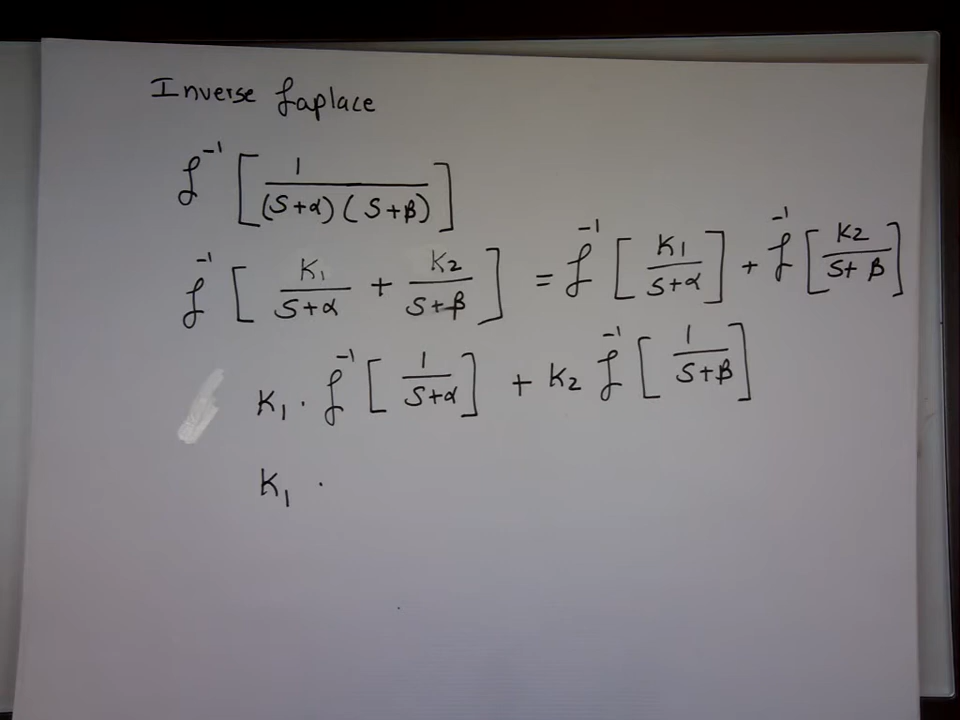 Inverse Laplace
ℒ⁻¹ [ 1 / (S+α)(S+β) ]
ℒ⁻¹ [ K₁ / S+α + K₂ / S+β ] = ℒ⁻¹ [ K₁ / S+α ] + ℒ⁻¹ [ K₂ / S+β ]
K₁ · ℒ⁻¹ [ 1 / S+α ] + K₂ ℒ⁻¹ [ 1 / S+β ]
K₁ ·